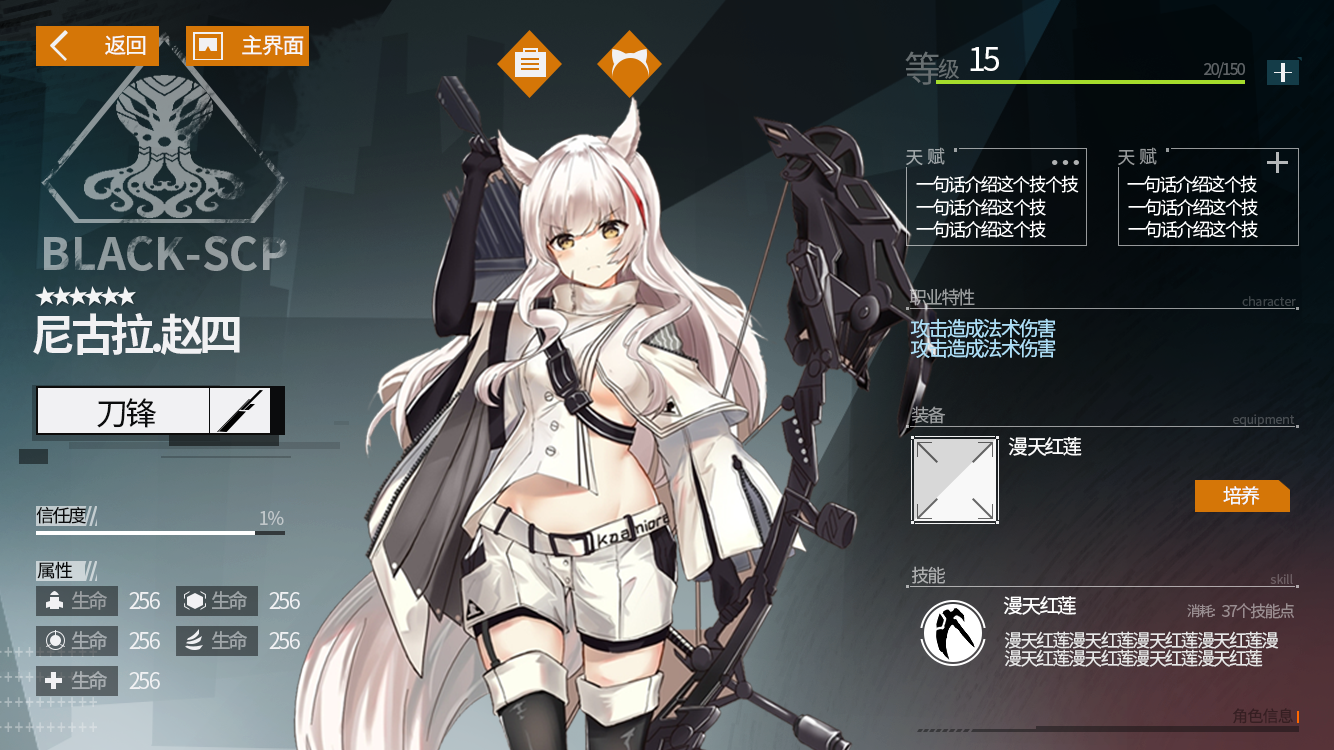 返回
主界面
BLACK-SCP
尼古拉.赵四
刀锋
信任度
1%
属性
生命 256 生命 256
生命 256 生命 256
生命 256
Kaamiore
等级 15
20/150
天赋
一句话介绍这个技个技
一句话介绍这个技
一句话介绍这个技
天赋
一句话介绍这个技
一句话介绍这个技
一句话介绍这个技
职业特性
character
攻击造成法术伤害
攻击造成法术伤害
装备
equipment
漫天红莲
培养
技能
skill
漫天红莲
消耗: 37个技能点
漫天红莲漫天红莲漫天红莲漫天红莲漫
漫天红莲漫天红莲漫天红莲漫天红莲
角色信息